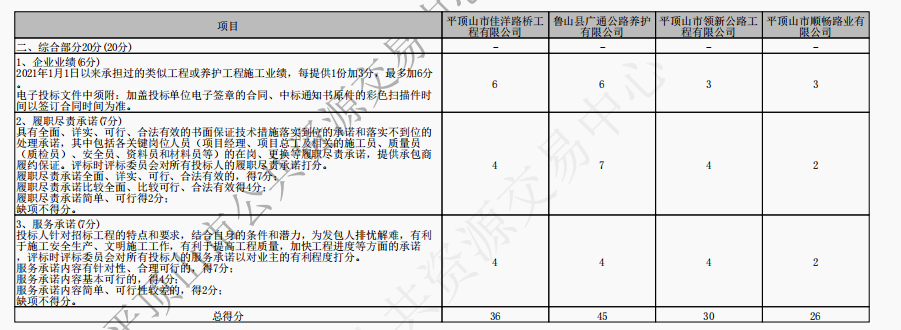 项目 平顶山市佳洋路桥工程有限公司 鲁山县广通公路养护有限公司 平顶山市领新公路工程有限公司 平顶山市顺畅路业有限公司
二、综合部分20分(20分) - - - -
1、企业业绩(6分)
2021年1月1日以来承担过的类似工程或养护工程施工业绩，每提供1份加3分，最多加6分
。
电子投标文件中须附：加盖投标单位电子签章的合同、中标通知书原件的彩色扫描件时
间以签订合同时间为准。
6 6 3 3
2、履职尽责承诺(7分)
具有全面、详实、可行、合法有效的书面保证技术措施落实到位的承诺和落实不到位的
处理承诺，其中包括各关键岗位人员（项目经理、项目总工及相关的施工员、质量员
（质检员）、安全员、资料员和材料员等）的在岗、更换等履职尽责承诺，提供承包商
履约保证。评标时评标委员会对所有投标人的履职尽责承诺打分。
履职尽责承诺全面、详实、可行、合法有效的，得7分；
履职尽责承诺比较全面、比较可行、合法有效得4分；
履职尽责承诺简单、可行得2分；
缺项不得分。
4 7 4 2
3、服务承诺(7分)
投标人针对招标工程的特点和要求，结合自身的条件和潜力，为发包人排忧解难，有利
于施工安全生产、文明施工工作，有利于提高工程质量，加快工程进度等方面的承诺
，评标时评标委员会对所有投标人的服务承诺以对业主的有利程度打分。
服务承诺内容有针对性、合理可行的，得7分；
服务承诺内容基本可行的，得4分；
服务承诺内容简单、可行性较差的，得2分；
缺项不得分。
4 4 4 2
总得分 36 45 30 26
平顶山市公共资源交易中心
公共资源交易中心